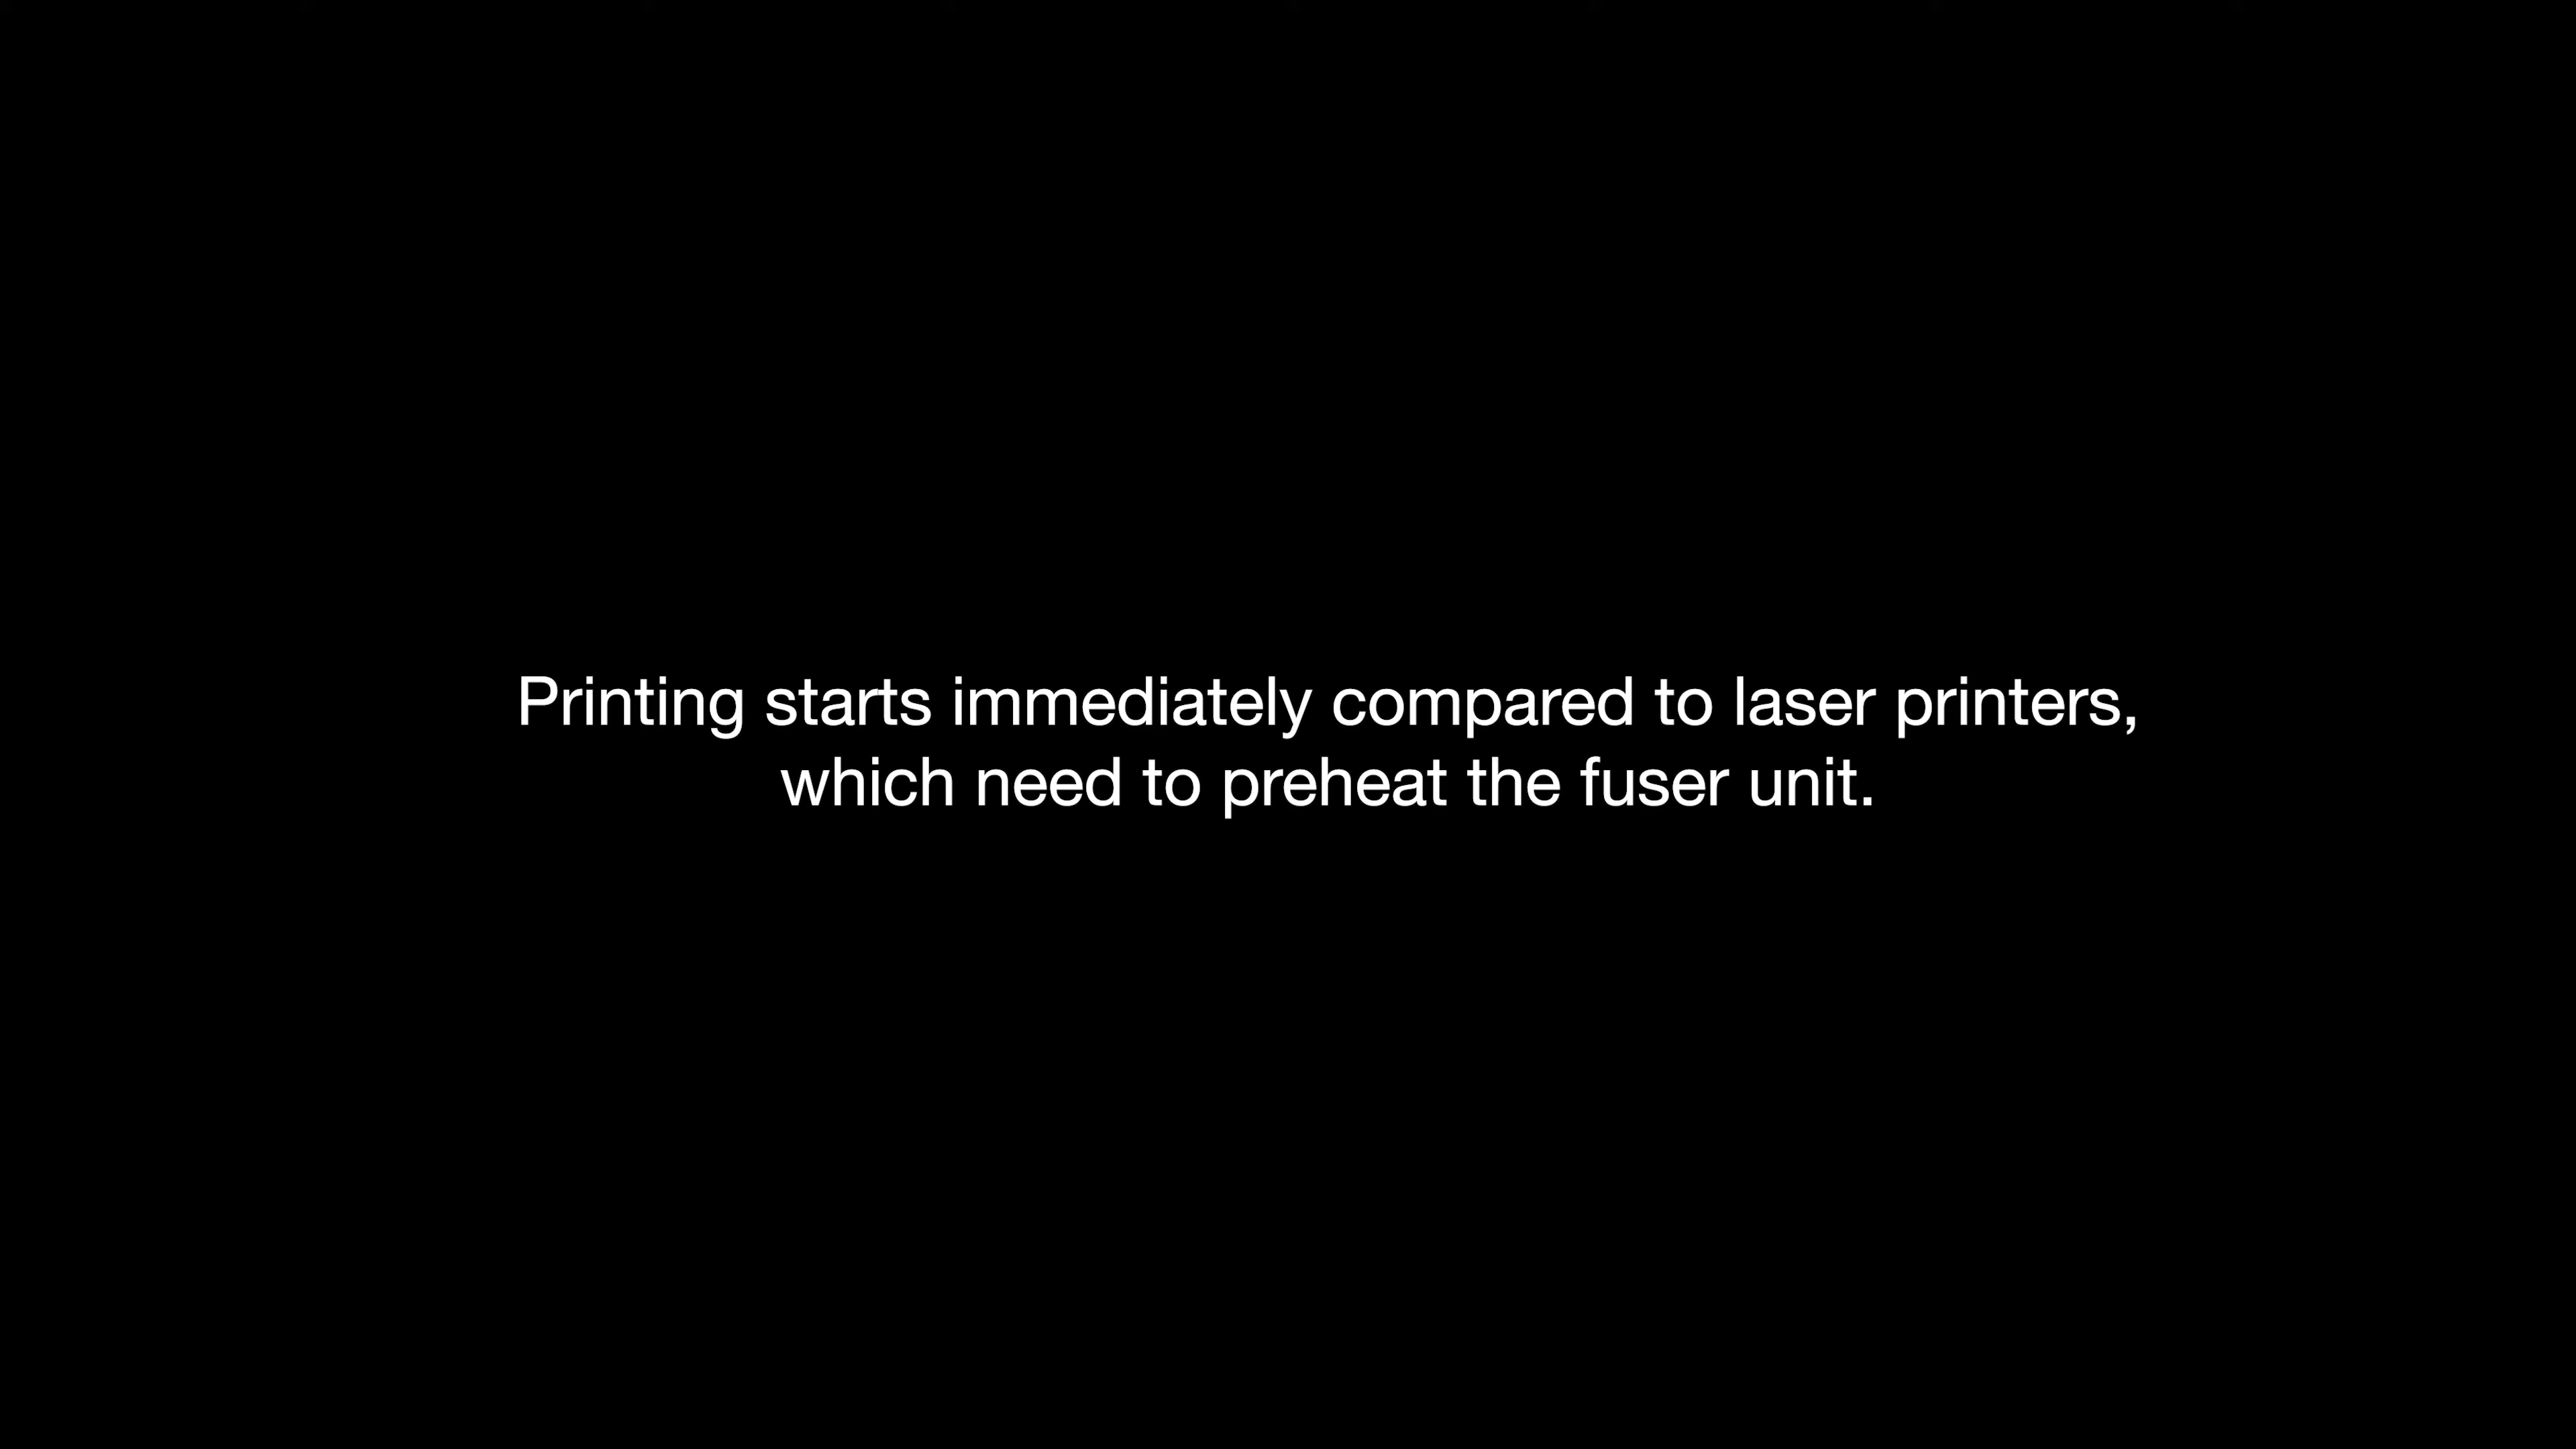 Printing starts immediately compared to laser printers,
which need to preheat the fuser unit.